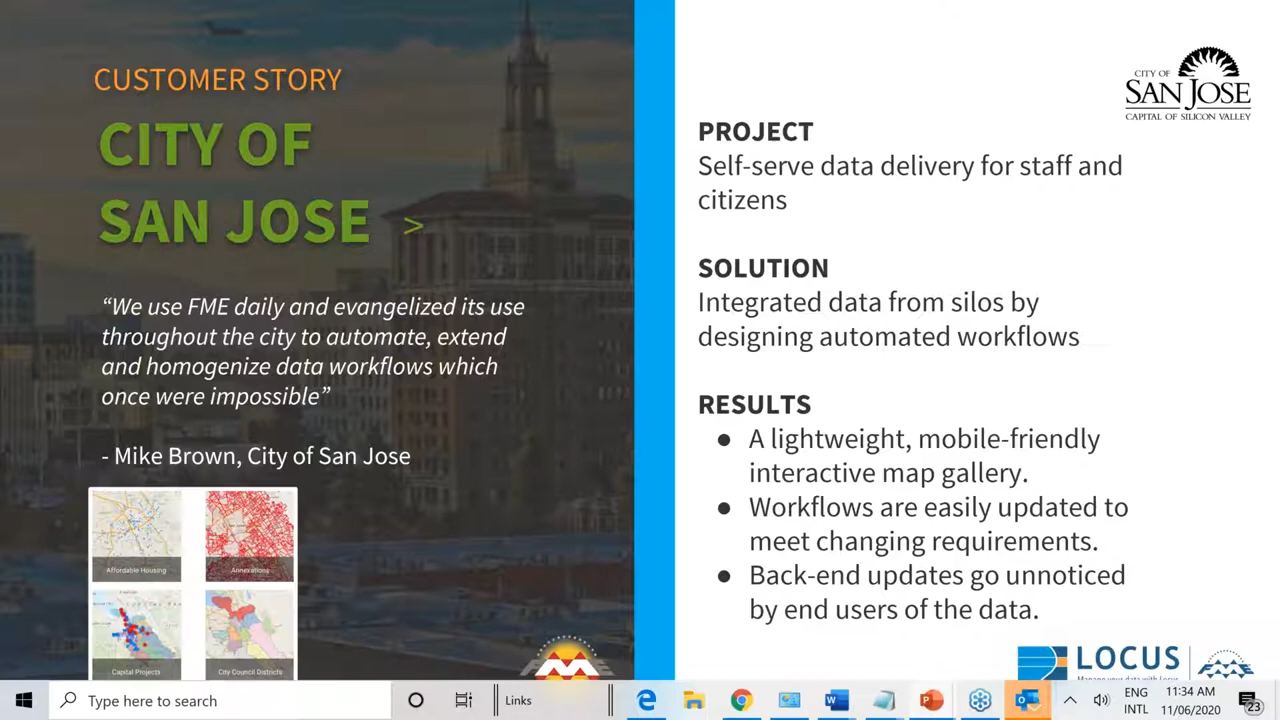 CUSTOMER STORY
CITY OF
SAN JOSE >
“We use FME daily and evangelized its use
throughout the city to automate, extend
and homogenize data workflows which
once were impossible”
- Mike Brown, City of San Jose
Affordable Housing
Annexations
Capital Projects
City Council Districts
CITY OF
SAN JOSE
CAPITAL OF SILICON VALLEY
PROJECT
Self-serve data delivery for staff and
citizens
SOLUTION
Integrated data from silos by
designing automated workflows
RESULTS
● A lightweight, mobile-friendly
interactive map gallery.
● Workflows are easily updated to
meet changing requirements.
● Back-end updates go unnoticed
by end users of the data.
LOCUS
Manage your data with Locus
Type here to search
Links
ENG
INTL
11:34 AM
11/06/2020
23